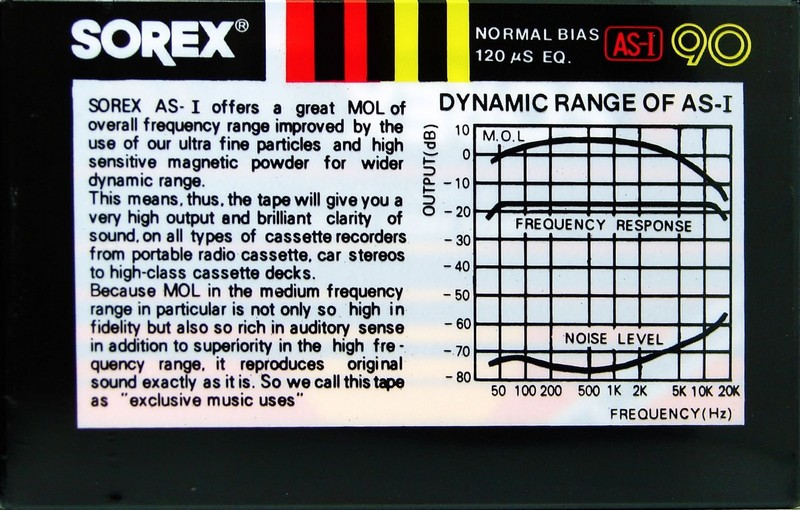 SOREX®
NORMAL BIAS
120 µS EQ.
AS-I
90
SOREX AS-I offers a great MOL of
overall frequency range improved by the
use of our ultra fine particles and high
sensitive magnetic powder for wider
dynamic range.
This means, thus, the tape will give you a
very high output and brilliant clarity of
sound, on all types of cassette recorders
from portable radio cassette, car stereos
to high-class cassette decks.
Because MOL in the medium frequency
range in particular is not only so high in
fidelity but also so rich in auditory sense
in addition to superiority in the high fre-
quency range, it reproduces original
sound exactly as it is. So we call this tape
as "exclusive music uses"
DYNAMIC RANGE OF AS-I
OUTPUT(dB)
10
0
-10
-20
-30
-40
-50
-60
-70
-80
M.O.L
FREQUENCY RESPONSE
NOISE LEVEL
50 100 200 500 1K 2K 5K 10K 20K
FREQUENCY(Hz)